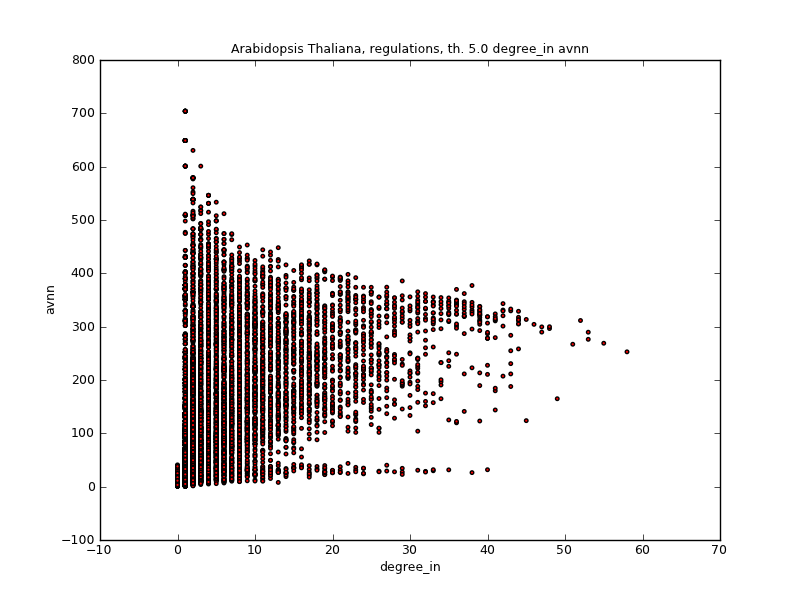 Arabidopsis Thaliana, regulations, th. 5.0 degree_in avnn
800
700
600
500
400
300
200
100
0
−100
avnn
−10 0 10 20 30 40 50 60 70
degree_in